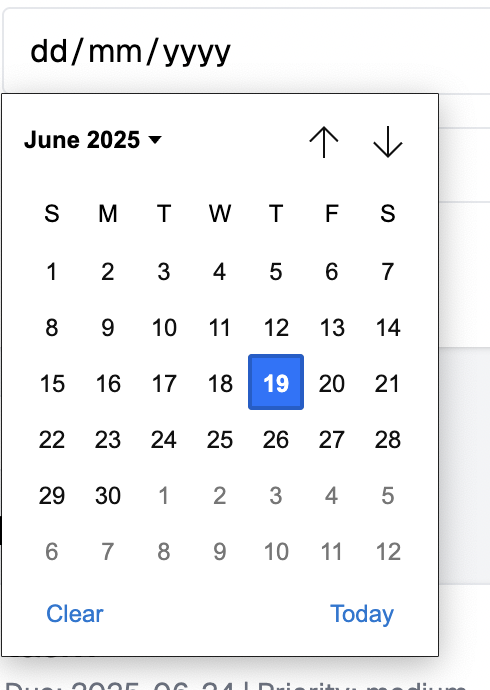 dd/mm/yyyy
June 2025
S M T W T F S
1 2 3 4 5 6 7
8 9 10 11 12 13 14
15 16 17 18 19 20 21
22 23 24 25 26 27 28
29 30 1 2 3 4 5
6 7 8 9 10 11 12
Clear Today
Due: 2025-06-24 | Priority: medium